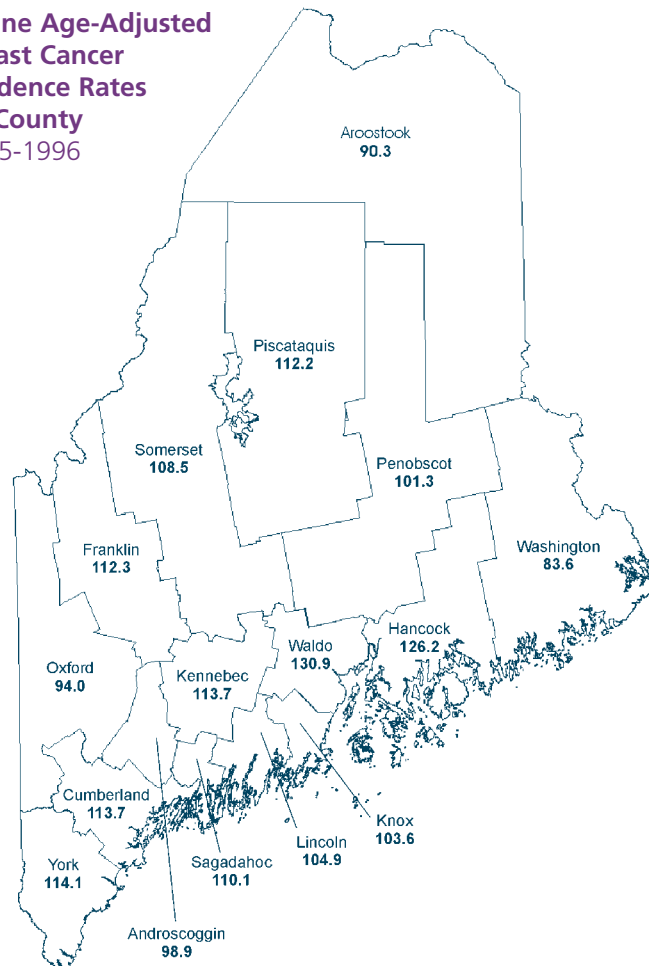 ne Age-Adjusted
ast Cancer
dence Rates
County
5-1996
Aroostook
90.3
Piscataquis
112.2
Somerset
108.5
Penobscot
101.3
Franklin
112.3
Washington
83.6
Waldo
130.9
Hancock
126.2
Oxford
94.0
Kennebec
113.7
Cumberland
113.7
Knox
103.6
Lincoln
104.9
Sagadahoc
110.1
York
114.1
Androscoggin
98.9